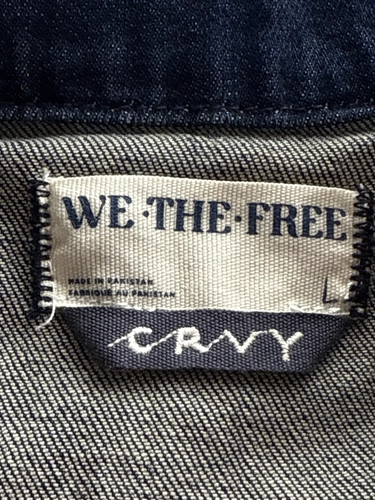 WE·THE·FREE
MADE IN PAKISTAN
FABRIQUÉ AU PAKISTAN
L
CRVY